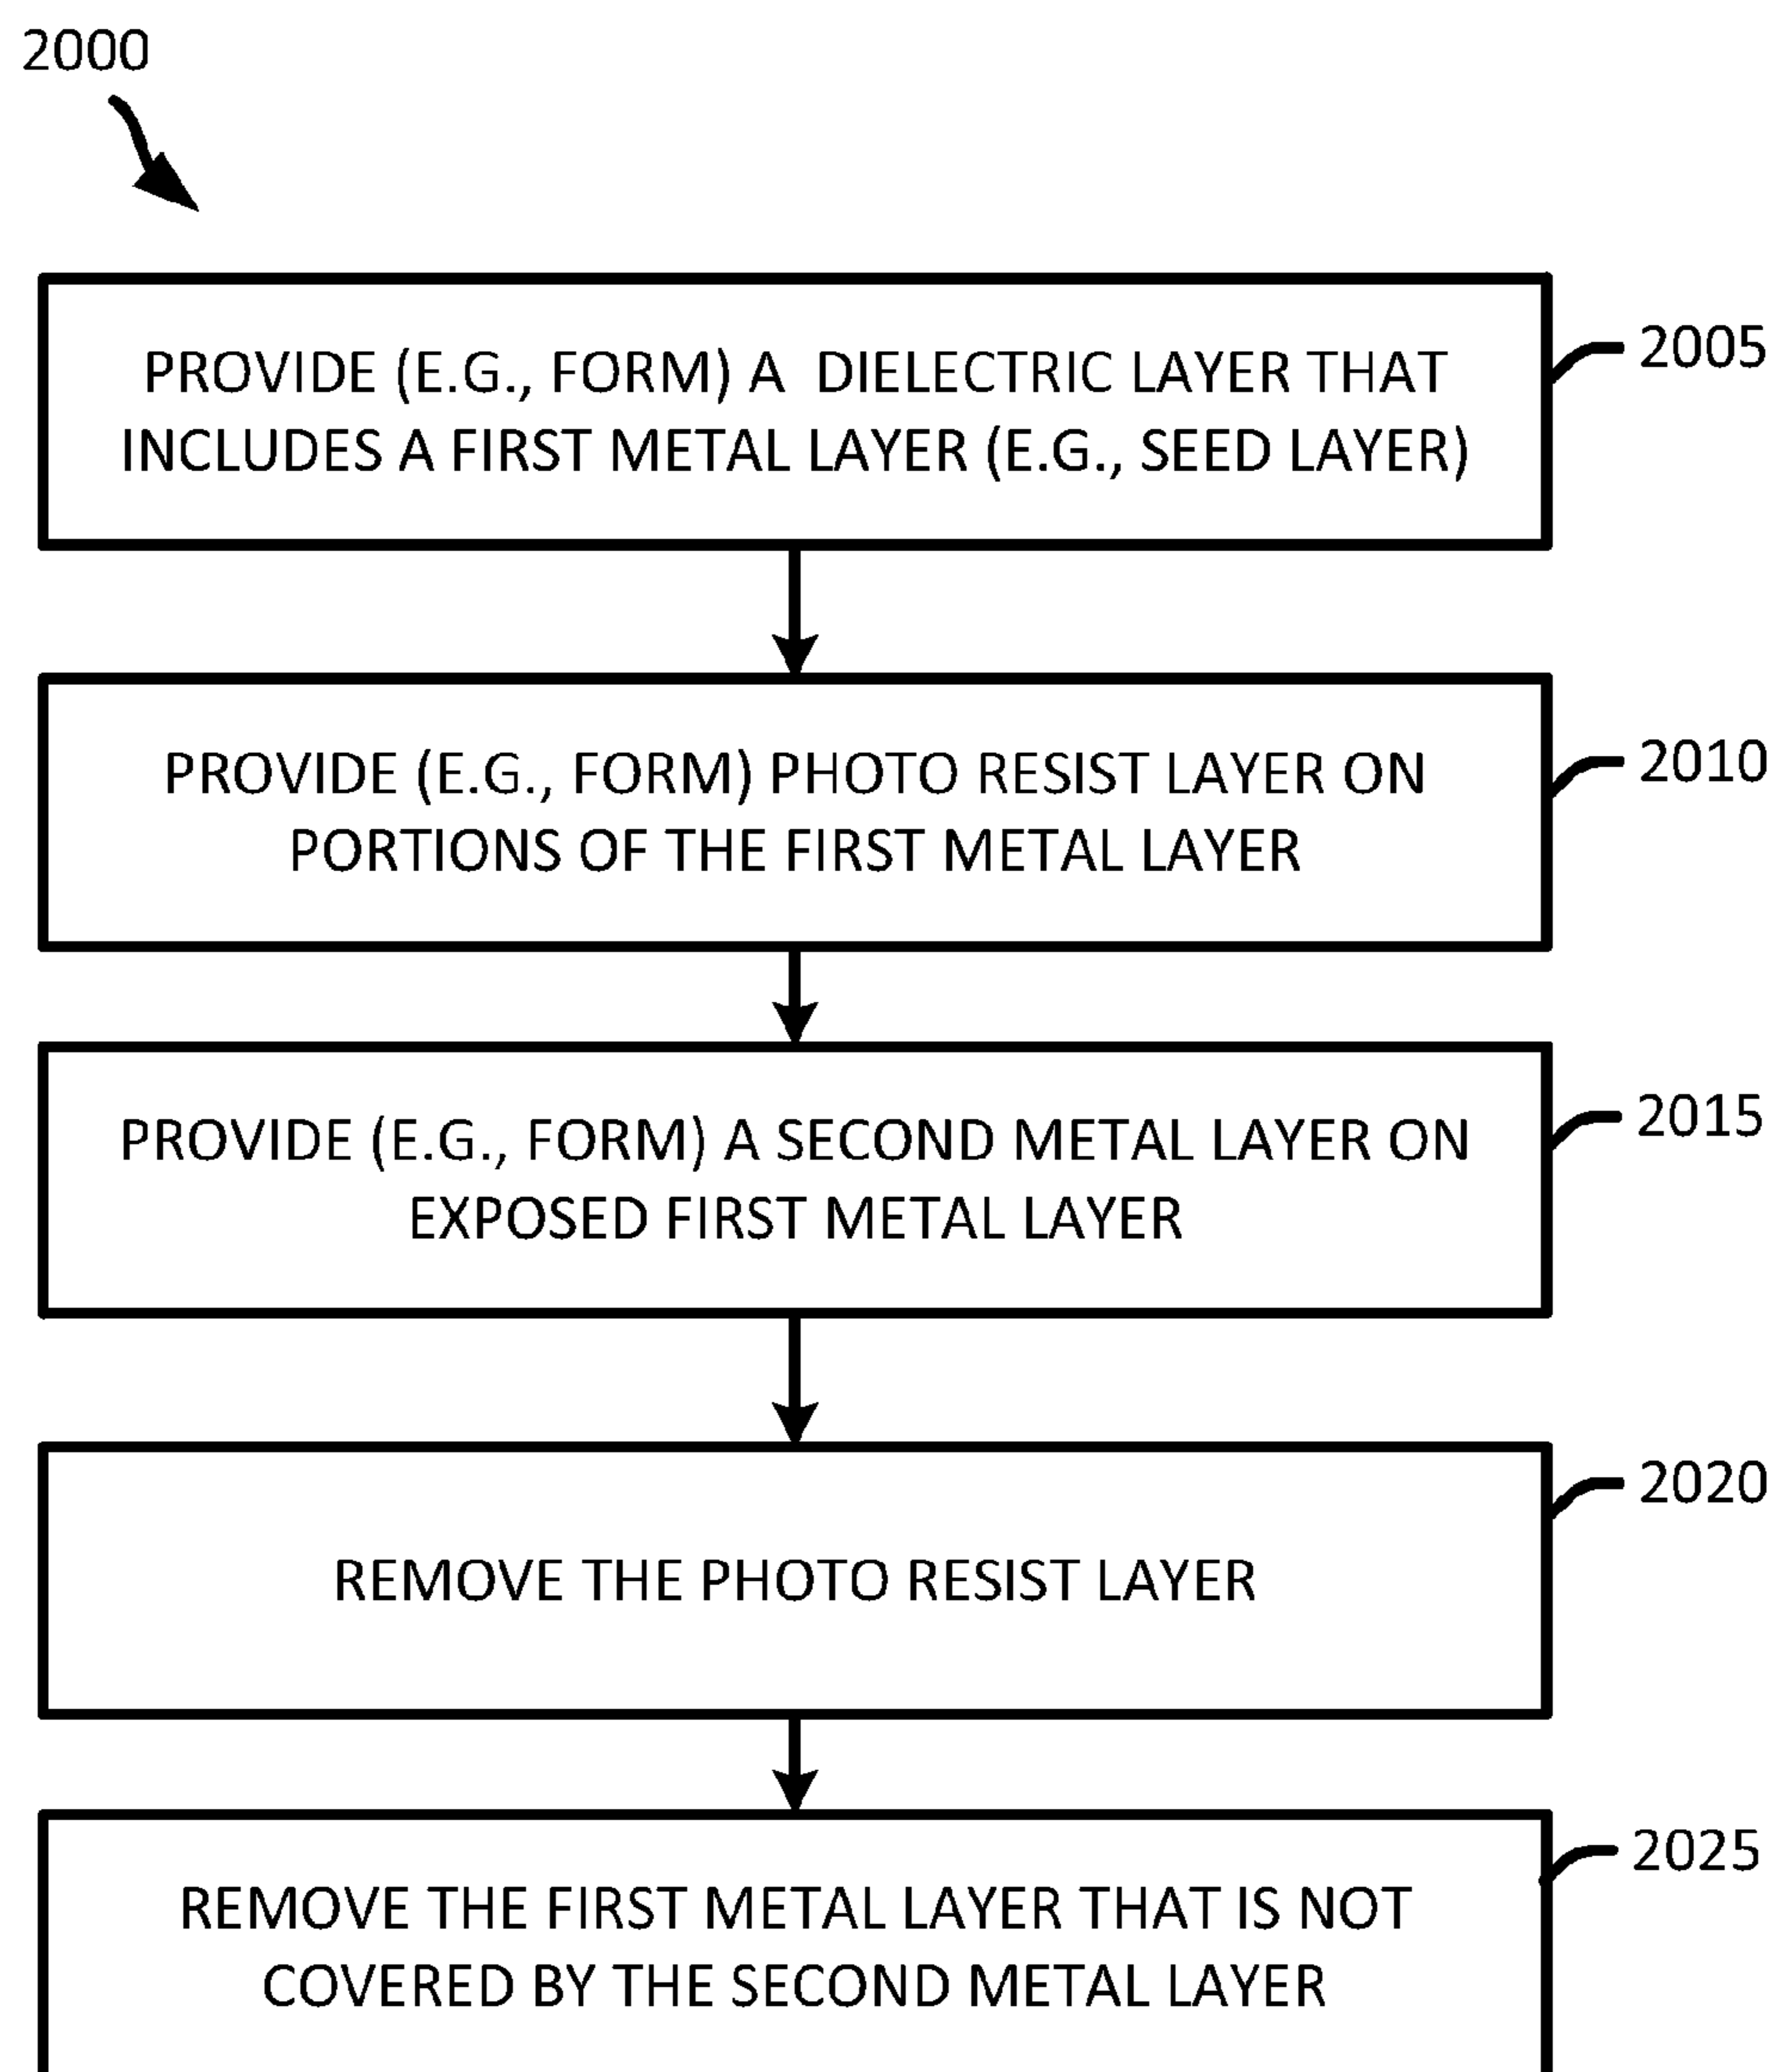 2000
PROVIDE (E.G., FORM) A DIELECTRIC LAYER THAT
INCLUDES A FIRST METAL LAYER (E.G., SEED LAYER)
2005
PROVIDE (E.G., FORM) PHOTO RESIST LAYER ON
PORTIONS OF THE FIRST METAL LAYER
2010
PROVIDE (E.G., FORM) A SECOND METAL LAYER ON
EXPOSED FIRST METAL LAYER
2015
REMOVE THE PHOTO RESIST LAYER
2020
REMOVE THE FIRST METAL LAYER THAT IS NOT
COVERED BY THE SECOND METAL LAYER
2025